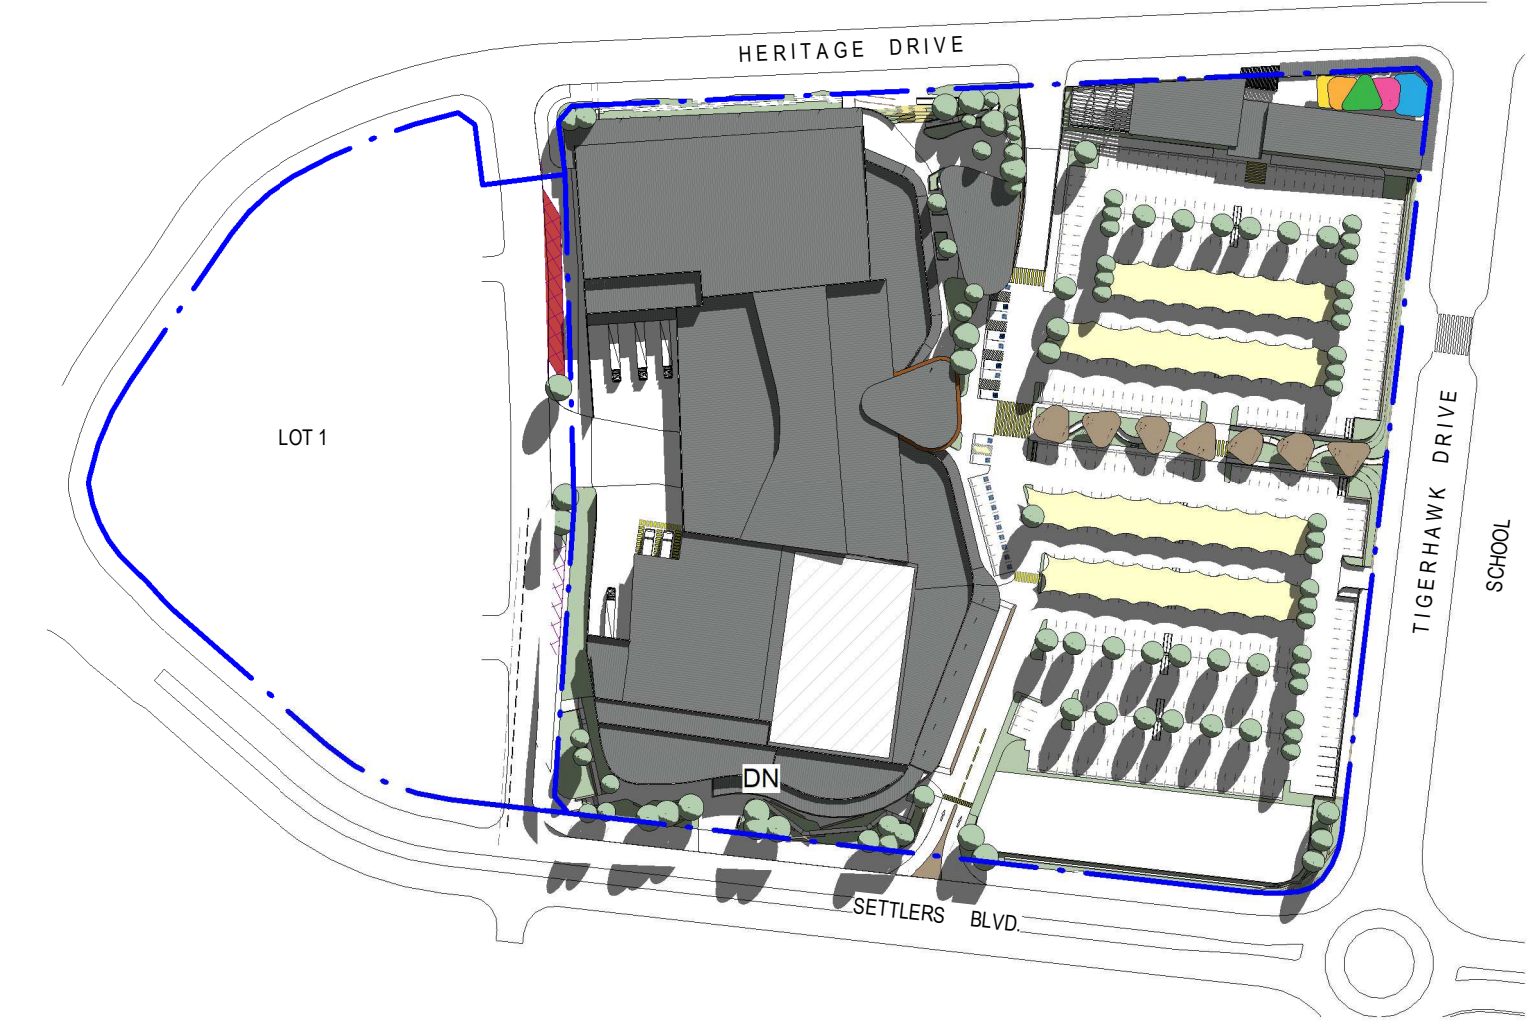 HERITAGE DRIVE
LOT 1
TIGERHAWK DRIVE
SCHOOL
DN
SETTLERS BLVD.